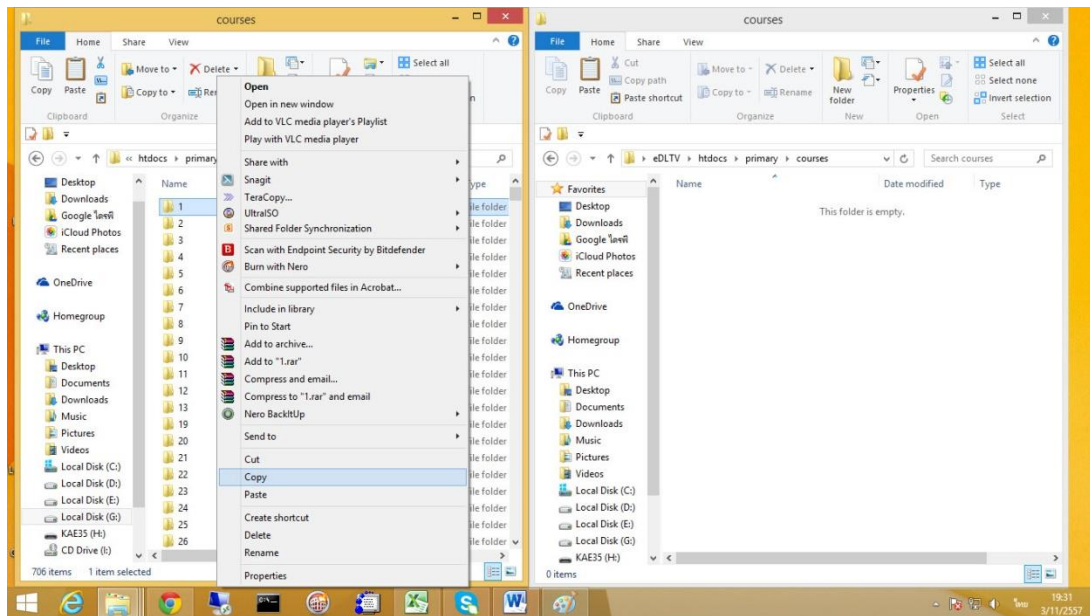 courses
File Home Share View
Copy Paste Move to Copy to Delete Select all
Clipboard Organize
htdocs primary
Name
Desktop
Downloads
Google ไดรฟ์
iCloud Photos
Recent places
OneDrive
Homegroup
This PC
Desktop
Documents
Downloads
Music
Pictures
Videos
Local Disk (C:)
Local Disk (D:)
Local Disk (E:)
Local Disk (G:)
KAE35 (H:)
CD Drive (I:)
1
2
3
4
5
6
7
8
9
10
11
12
13
19
20
21
22
23
24
25
26
706 items 1 item selected
Open
Open in new window
Add to VLC media player's Playlist
Play with VLC media player
Share with
Snagit
TeraCopy...
UltraISO
Shared Folder Synchronization
Scan with Endpoint Security by Bitdefender
Burn with Nero
Combine supported files in Acrobat...
Include in library
Pin to Start
Add to archive...
Add to "1.rar"
Compress and email...
Compress to "1.rar" and email
Nero BackItUp
Send to
Cut
Copy
Paste
Create shortcut
Delete
Rename
Properties
courses
File Home Share View
Copy Paste Cut Copy path Paste shortcut
Move to Copy to Delete Rename
New folder Properties
Select all
Select none
Invert selection
Clipboard Organize New Open Select
eDLTV htdocs primary courses Search courses
Name Date modified Type
This folder is empty.
Favorites
Desktop
Downloads
Google ไดรฟ์
iCloud Photos
Recent places
OneDrive
Homegroup
This PC
Desktop
Documents
Downloads
Music
Pictures
Videos
Local Disk (C:)
Local Disk (D:)
Local Disk (E:)
Local Disk (G:)
KAE35 (H:)
0 items
ไทย
19:31
3/11/2557